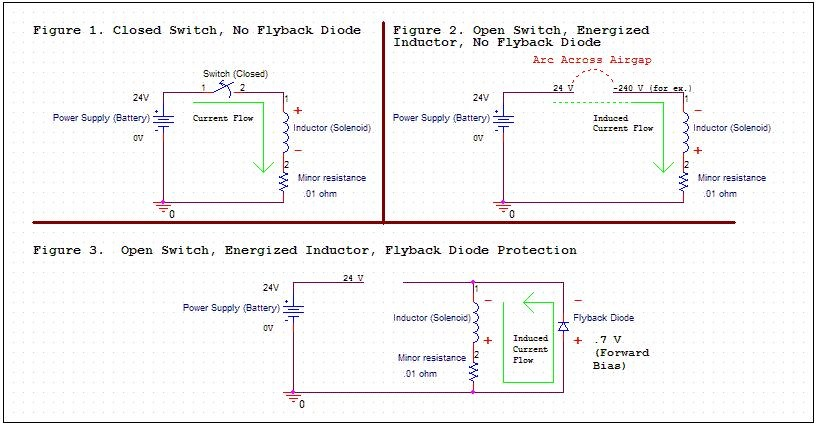 Figure 1. Closed Switch, No Flyback Diode
Switch (Closed)
1 2
24V
Power Supply (Battery)
+
-
0V
Current Flow
1
+
Inductor (Solenoid)
-
2
Minor resistance
.01 ohm
0
Figure 2. Open Switch, Energized
Inductor, No Flyback Diode
Arc Across Airgap
24 V
-240 V (for ex.)
24V
Power Supply (Battery)
+
-
0V
Induced
Current Flow
1
-
Inductor (Solenoid)
+
2
Minor resistance
.01 ohm
0
Figure 3. Open Switch, Energized Inductor, Flyback Diode Protection
24 V
24V
Power Supply (Battery)
+
-
0V
1
-
Inductor (Solenoid)
+
2
Minor resistance
.01 ohm
Induced
Current
Flow
-
Flyback Diode
+ .7 V
(Forward
Bias)
0